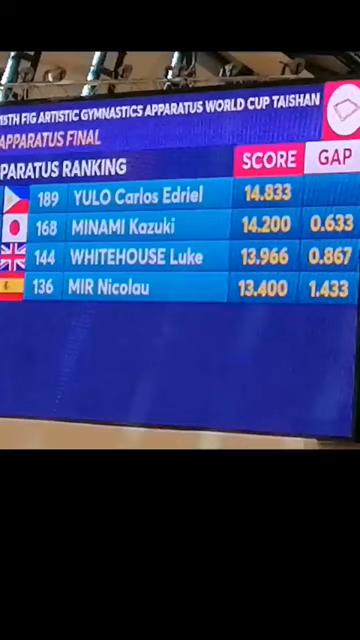 15TH FIG ARTISTIC GYMNASTICS APPARATUS WORLD CUP TAISHAN
APPARATUS FINAL
PARATUS RANKING SCORE GAP
189 YULO Carlos Edriel 14.833
168 MINAMI Kazuki 14.200 0.633
144 WHITEHOUSE Luke 13.966 0.867
136 MIR Nicolau 13.400 1.433